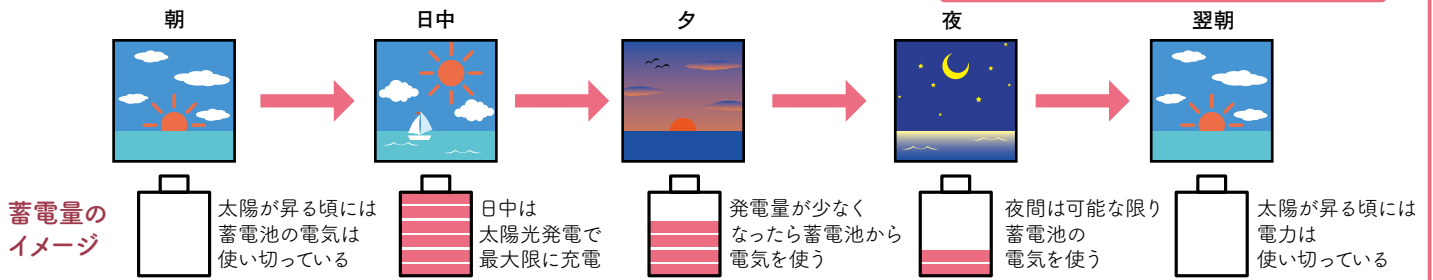 朝
日中
夕
夜
翌朝
蓄電量の
イメージ
太陽が昇る頃には
蓄電池の電気は
使い切っている
日中は
太陽光発電で
最大限に充電
発電量が少なく
なったら蓄電池から
電気を使う
夜間は可能な限り
蓄電池の
電気を使う
太陽が昇る頃には
電力は
使い切っている